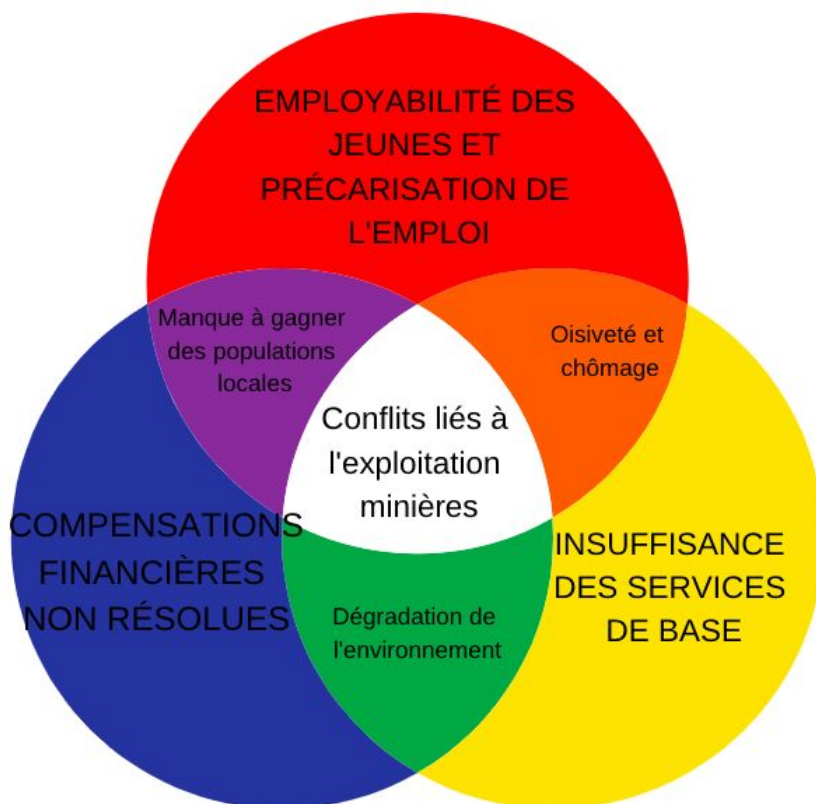 EMPLOYABILITÉ DES
JEUNES ET
PRÉCARISATION DE
L'EMPLOI
Manque à gagner
des populations
locales
Oisiveté et
chômage
Conflits liés à
l'exploitation
minières
COMPENSATIONS
FINANCIÈRES
NON RÉSOLUES
INSUFFISANCE
DES SERVICES
DE BASE
Dégradation de
l'environnement